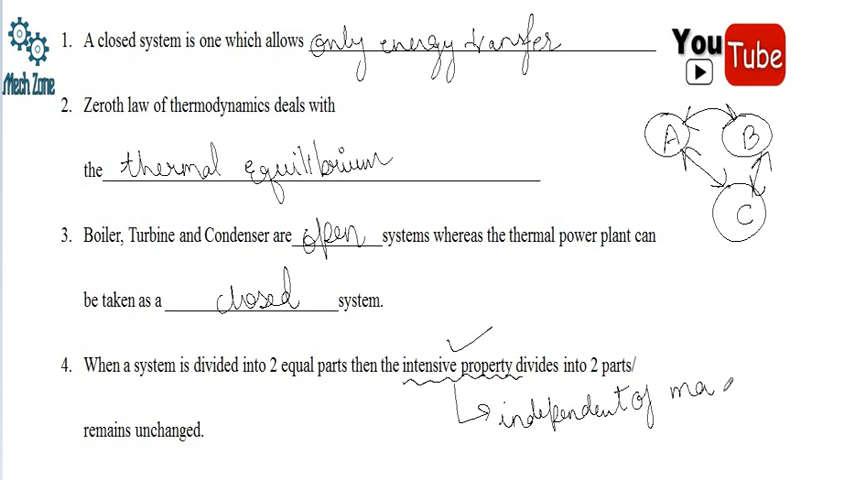 1. A closed system is one which allows only energy transfer
You Tube
Mech Zone
2. Zeroth law of thermodynamics deals with
A B
the thermal equilibrium
C
3. Boiler, Turbine and Condenser are open systems whereas the thermal power plant can
be taken as a closed system.
4. When a system is divided into 2 equal parts then the intensive property divides into 2 parts/
independent of ma
remains unchanged.